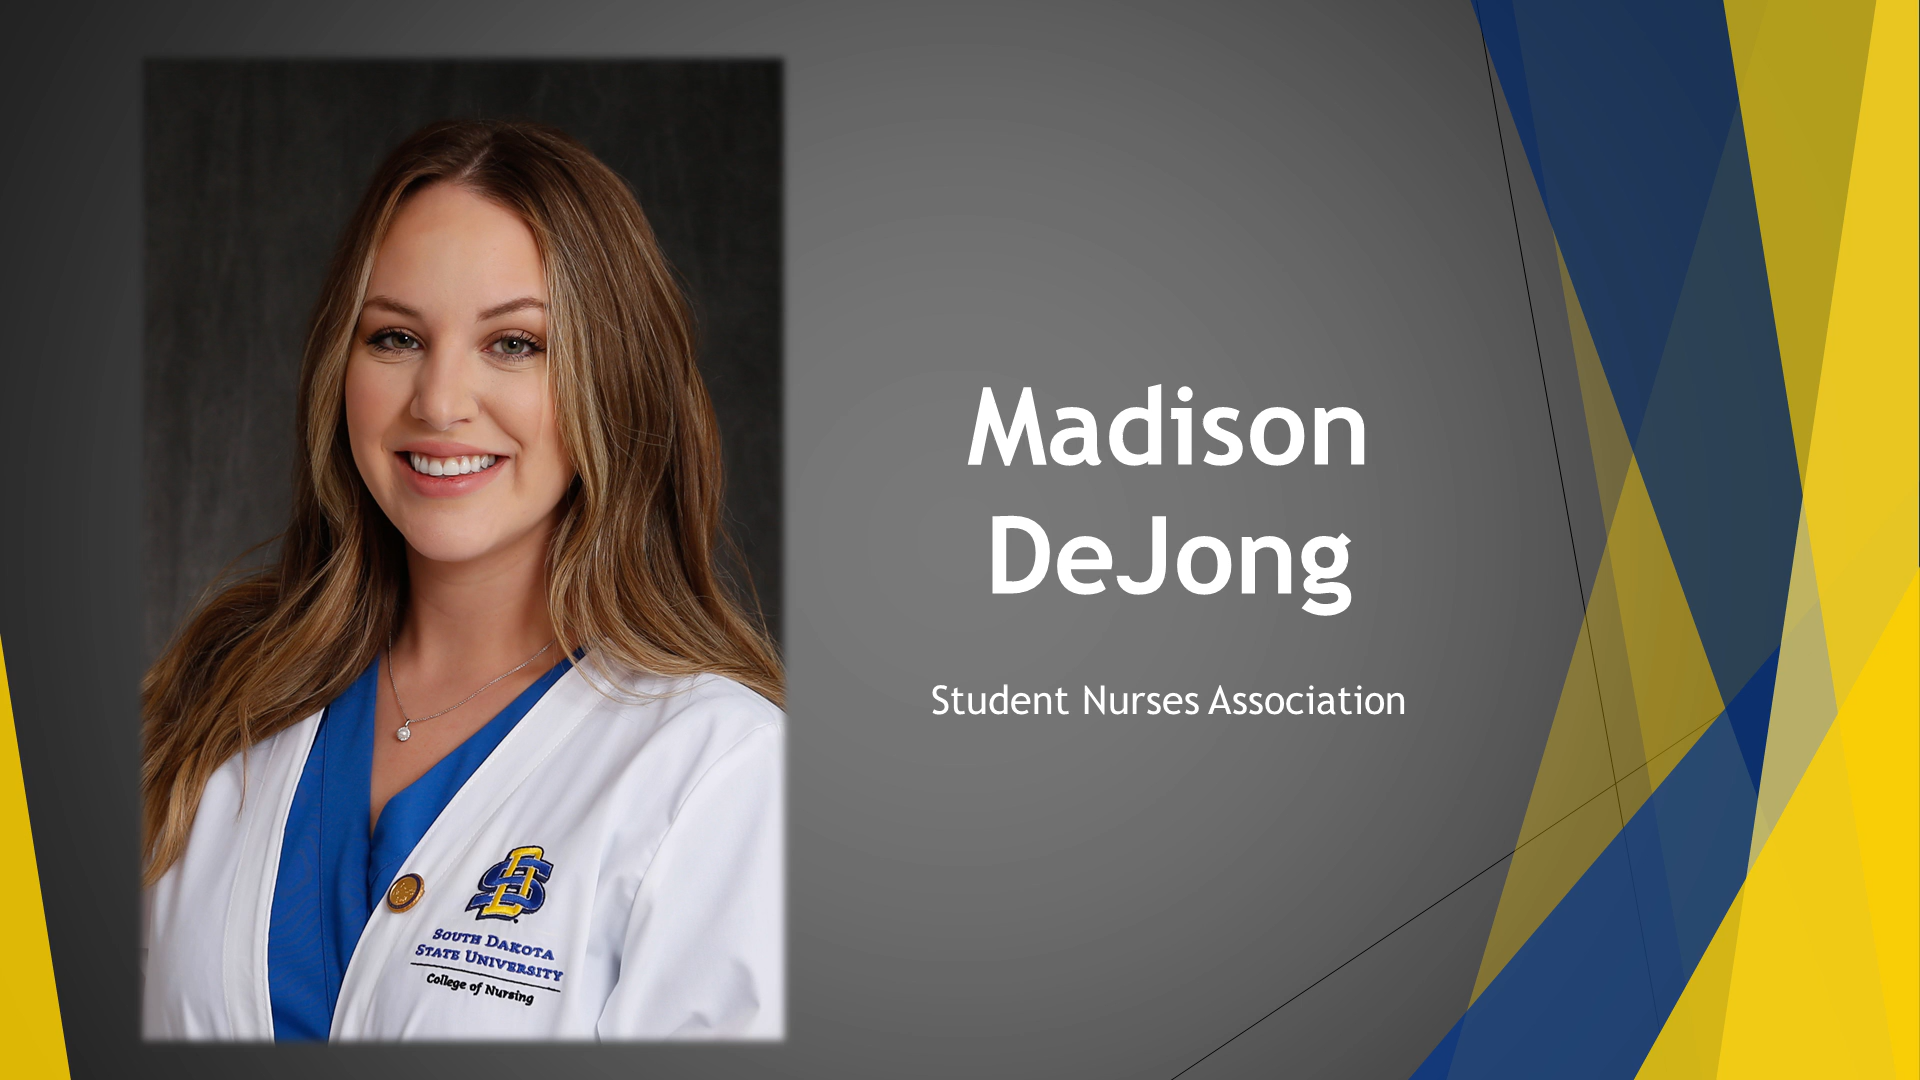 Madison
DeJong
Student Nurses Association
SOUTH DAKOTA
STATE UNIVERSITY
College of Nursing